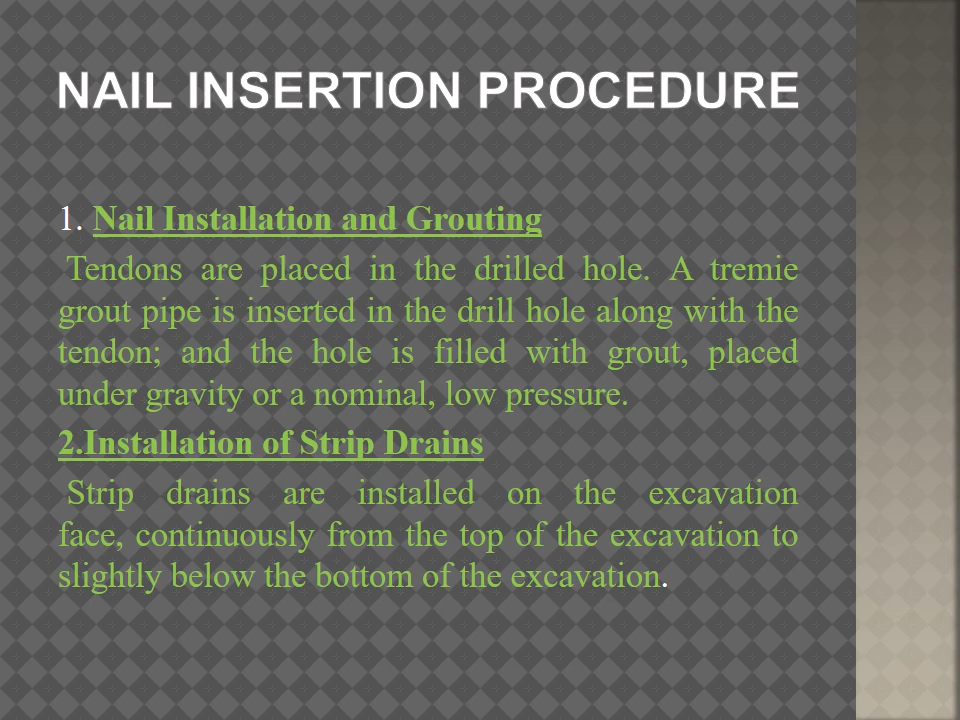 NAIL INSERTION PROCEDURE
1. Nail Installation and Grouting
Tendons are placed in the drilled hole. A tremie
grout pipe is inserted in the drill hole along with the
tendon; and the hole is filled with grout, placed
under gravity or a nominal, low pressure.
2.Installation of Strip Drains
Strip drains are installed on the excavation
face, continuously from the top of the excavation to
slightly below the bottom of the excavation.